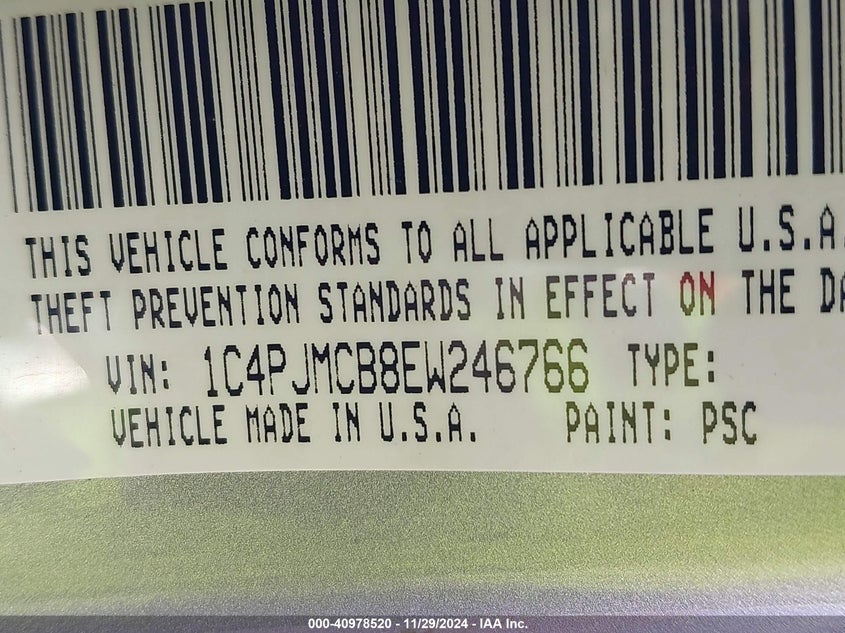 THIS VEHICLE CONFORMS TO ALL APPLICABLE U.S.A.
THEFT PREVENTION STANDARDS IN EFFECT ON THE DA
VIN: 1C4PJMCB8EW246766 TYPE:
VEHICLE MADE IN U.S.A. PAINT: PSC
000-40978520 - 11/29/2024 - IAA Inc.